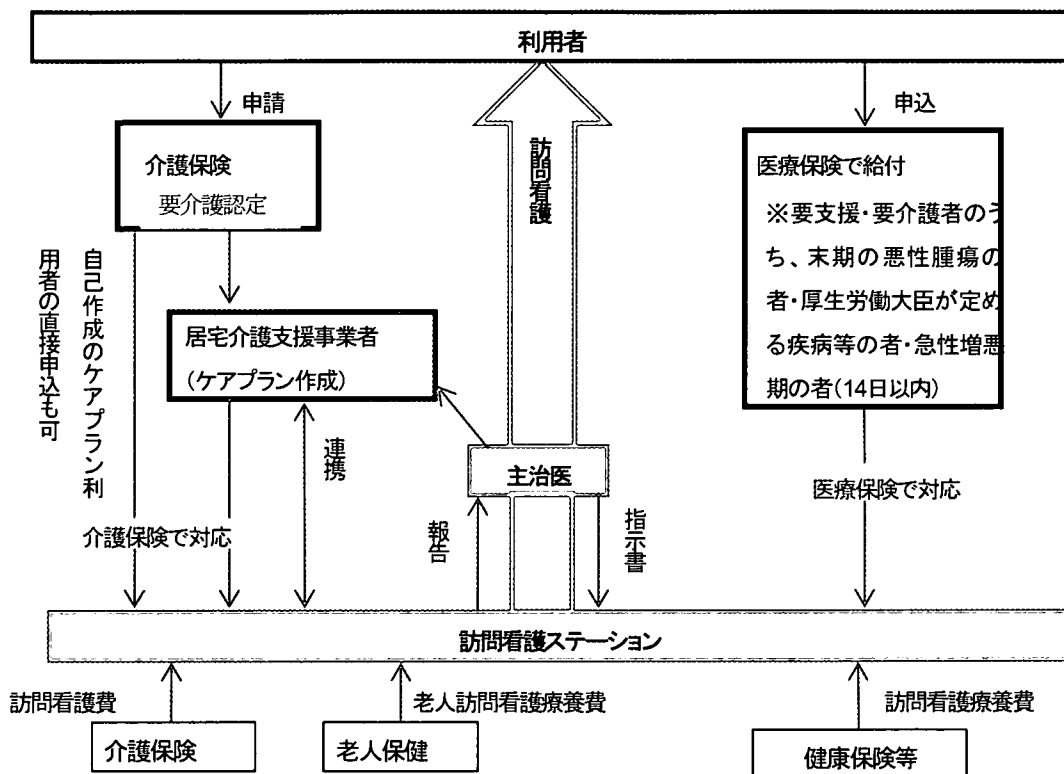 利用者
申請
申込
訪問看護
介護保険
要介護認定
医療保険で給付
※要支援・要介護者のう
ち、末期の悪性腫瘍の
者・厚生労働大臣が定め
る疾病等の者・急性増悪
期の者(14日以内)
自己作成のケアプラン利
用者の直接申込も可
居宅介護支援事業者
(ケアプラン作成)
連携
主治医
医療保険で対応
介護保険で対応
報告
指示書
訪問看護ステーション
訪問看護費
老人訪問看護療養費
訪問看護療養費
介護保険
老人保健
健康保険等